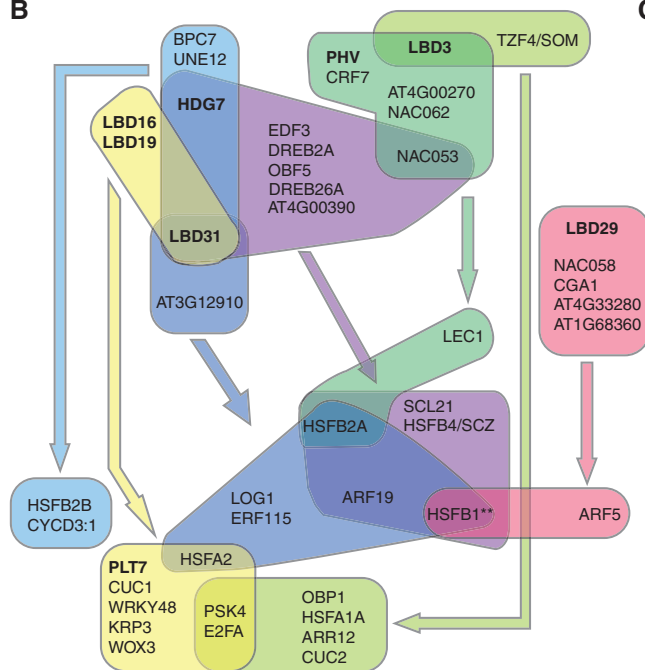 B
C
BPC7
UNE12
HDG7
LBD16
LBD19
LBD31
AT3G12910
EDF3
DREB2A
OBF5
DREB26A
AT4G00390
PHV
CRF7
LBD3
TZF4/SOM
AT4G00270
NAC062
NAC053
LBD29
NAC058
CGA1
AT4G33280
AT1G68360
LEC1
SCL21
HSFB4/SCZ
HSFB2A
LOG1
ERF115
ARF19
HSFB1**
ARF5
HSFB2B
CYCD3:1
HSFA2
PLT7
CUC1
WRKY48
KRP3
WOX3
PSK4
E2FA
OBP1
HSFA1A
ARR12
CUC2